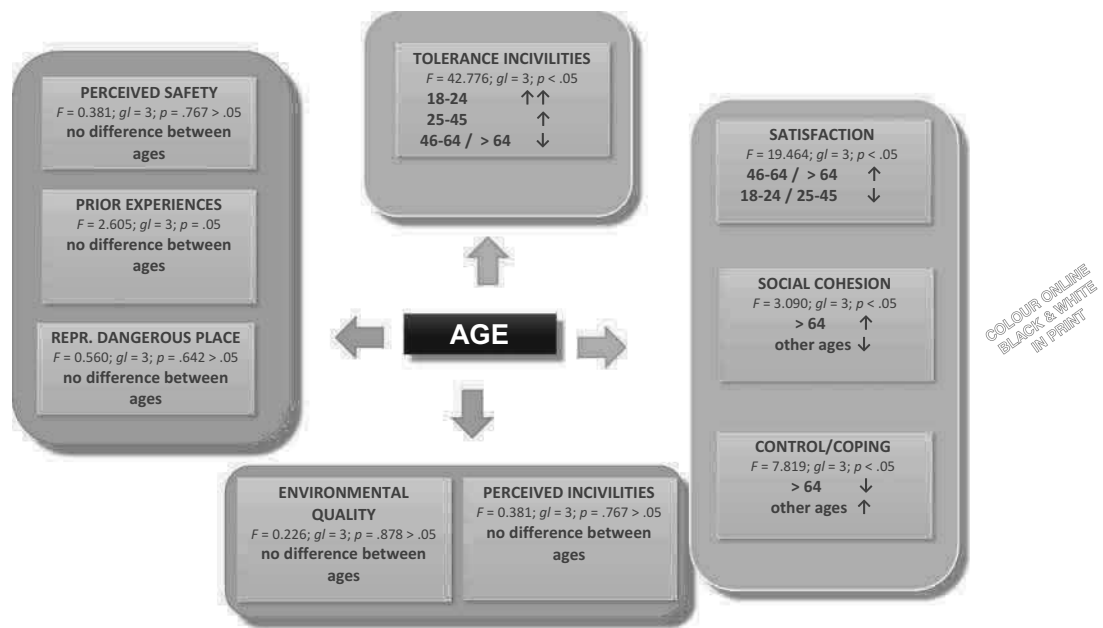 TOLERANCE INCIVILITIES
F = 42.776; gl = 3; p < .05
18-24 ↑↑
25-45 ↑
46-64 / > 64 ↓
PERCEIVED SAFETY
F = 0.381; gl = 3; p = .767 > .05
no difference between
ages
PRIOR EXPERIENCES
F = 2.605; gl = 3; p = .05
no difference between
ages
REPR. DANGEROUS PLACE
F = 0.560; gl = 3; p = .642 > .05
no difference between
ages
AGE
SATISFACTION
F = 19.464; gl = 3; p < .05
46-64 / > 64 ↑
18-24 / 25-45 ↓
SOCIAL COHESION
F = 3.090; gl = 3; p < .05
> 64 ↑
other ages ↓
CONTROL/COPING
F = 7.819; gl = 3; p < .05
> 64 ↓
other ages ↑
ENVIRONMENTAL
QUALITY
F = 0.226; gl = 3; p = .878 > .05
no difference between
ages
PERCEIVED INCIVILITIES
F = 0.381; gl = 3; p = .767 > .05
no difference between
ages
COLOUR ONLINE
BLACK & WHITE
IN PRINT